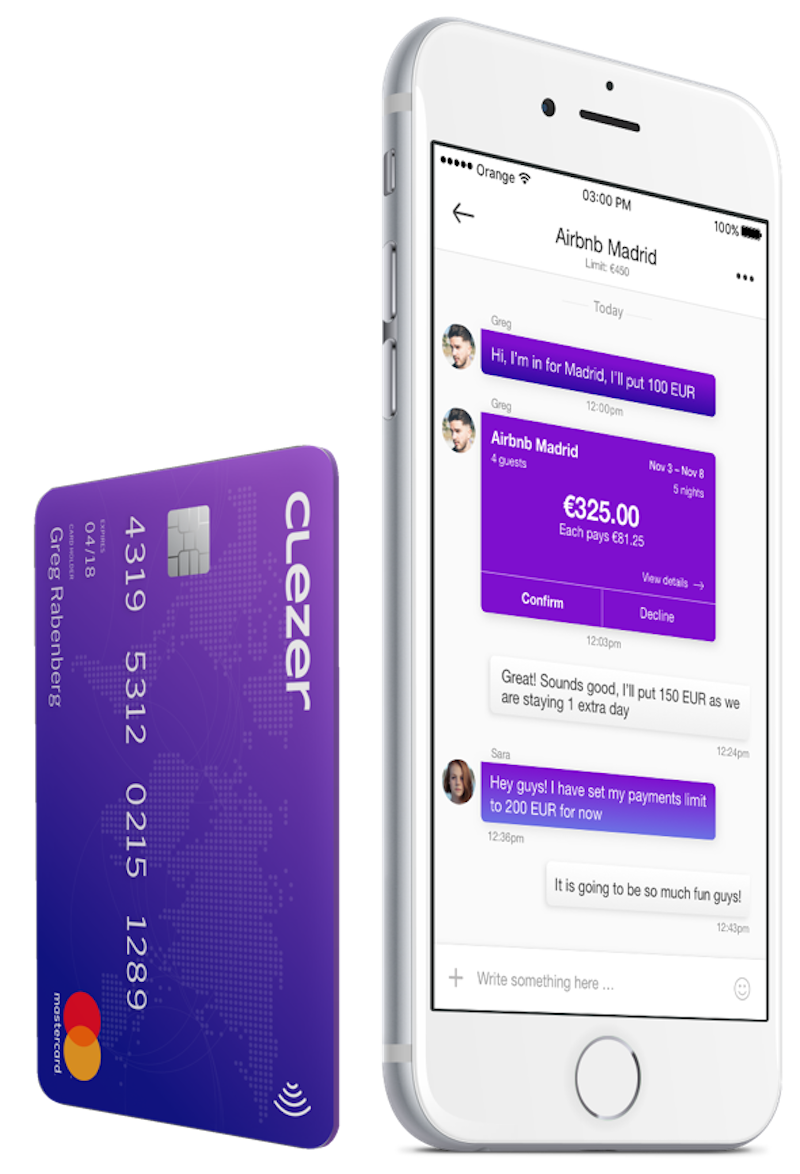 CLezer
4319 5312 0215 1289
EXPIRES
04/18
CARD HOLDER
Greg Rabenberg
mastercard
Orange
03:00 PM
100%
Airbnb Madrid
Limit: €450
Today
Greg
Hi, I'm in for Madrid, I'll put 100 EUR
12:00pm
Greg
Airbnb Madrid
4 guests
Nov 3 – Nov 8
5 nights
€325.00
Each pays €81.25
View details →
Confirm
Decline
12:03pm
Great! Sounds good, I'll put 150 EUR as we
are staying 1 extra day
12:24pm
Sara
Hey guys! I have set my payments limit
to 200 EUR for now
12:36pm
It is going to be so much fun guys!
12:43pm
+ Write something here ...